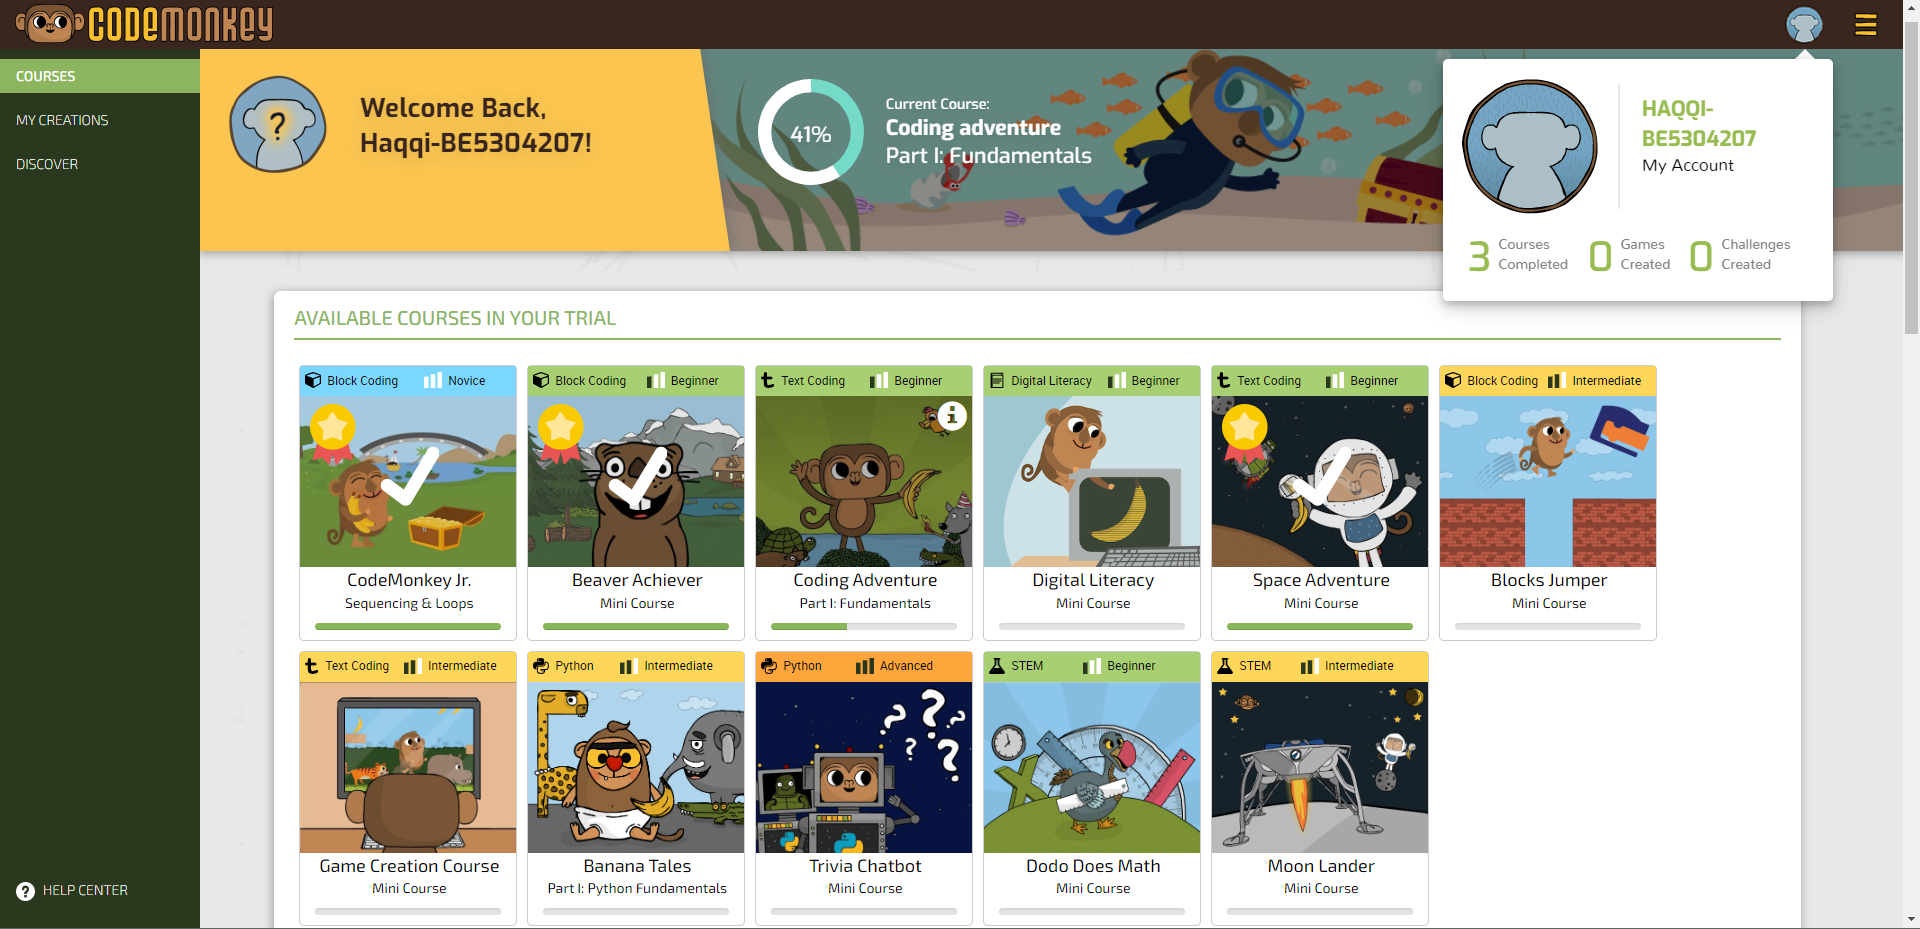 CODEMONKEY
COURSES
MY CREATIONS
DISCOVER
HELP CENTER
?
Welcome Back,
Haqqi-BE5304207!
41%
Current Course:
Coding adventure
Part I: Fundamentals
HAQQI-
BE5304207
My Account
3 Courses Completed
0 Games Created
0 Challenges Created
AVAILABLE COURSES IN YOUR TRIAL
Block Coding Novice
CodeMonkey Jr.
Sequencing & Loops
Block Coding Beginner
Beaver Achiever
Mini Course
Text Coding Beginner
Coding Adventure
Part I: Fundamentals
Digital Literacy Beginner
Digital Literacy
Mini Course
Text Coding Beginner
Space Adventure
Mini Course
Block Coding Intermediate
Blocks Jumper
Mini Course
Text Coding Intermediate
Game Creation Course
Mini Course
Python Intermediate
Banana Tales
Part I: Python Fundamentals
Python Advanced
? ? ? ? ?
Trivia Chatbot
Mini Course
STEM Beginner
Dodo Does Math
Mini Course
STEM Intermediate
Moon Lander
Mini Course